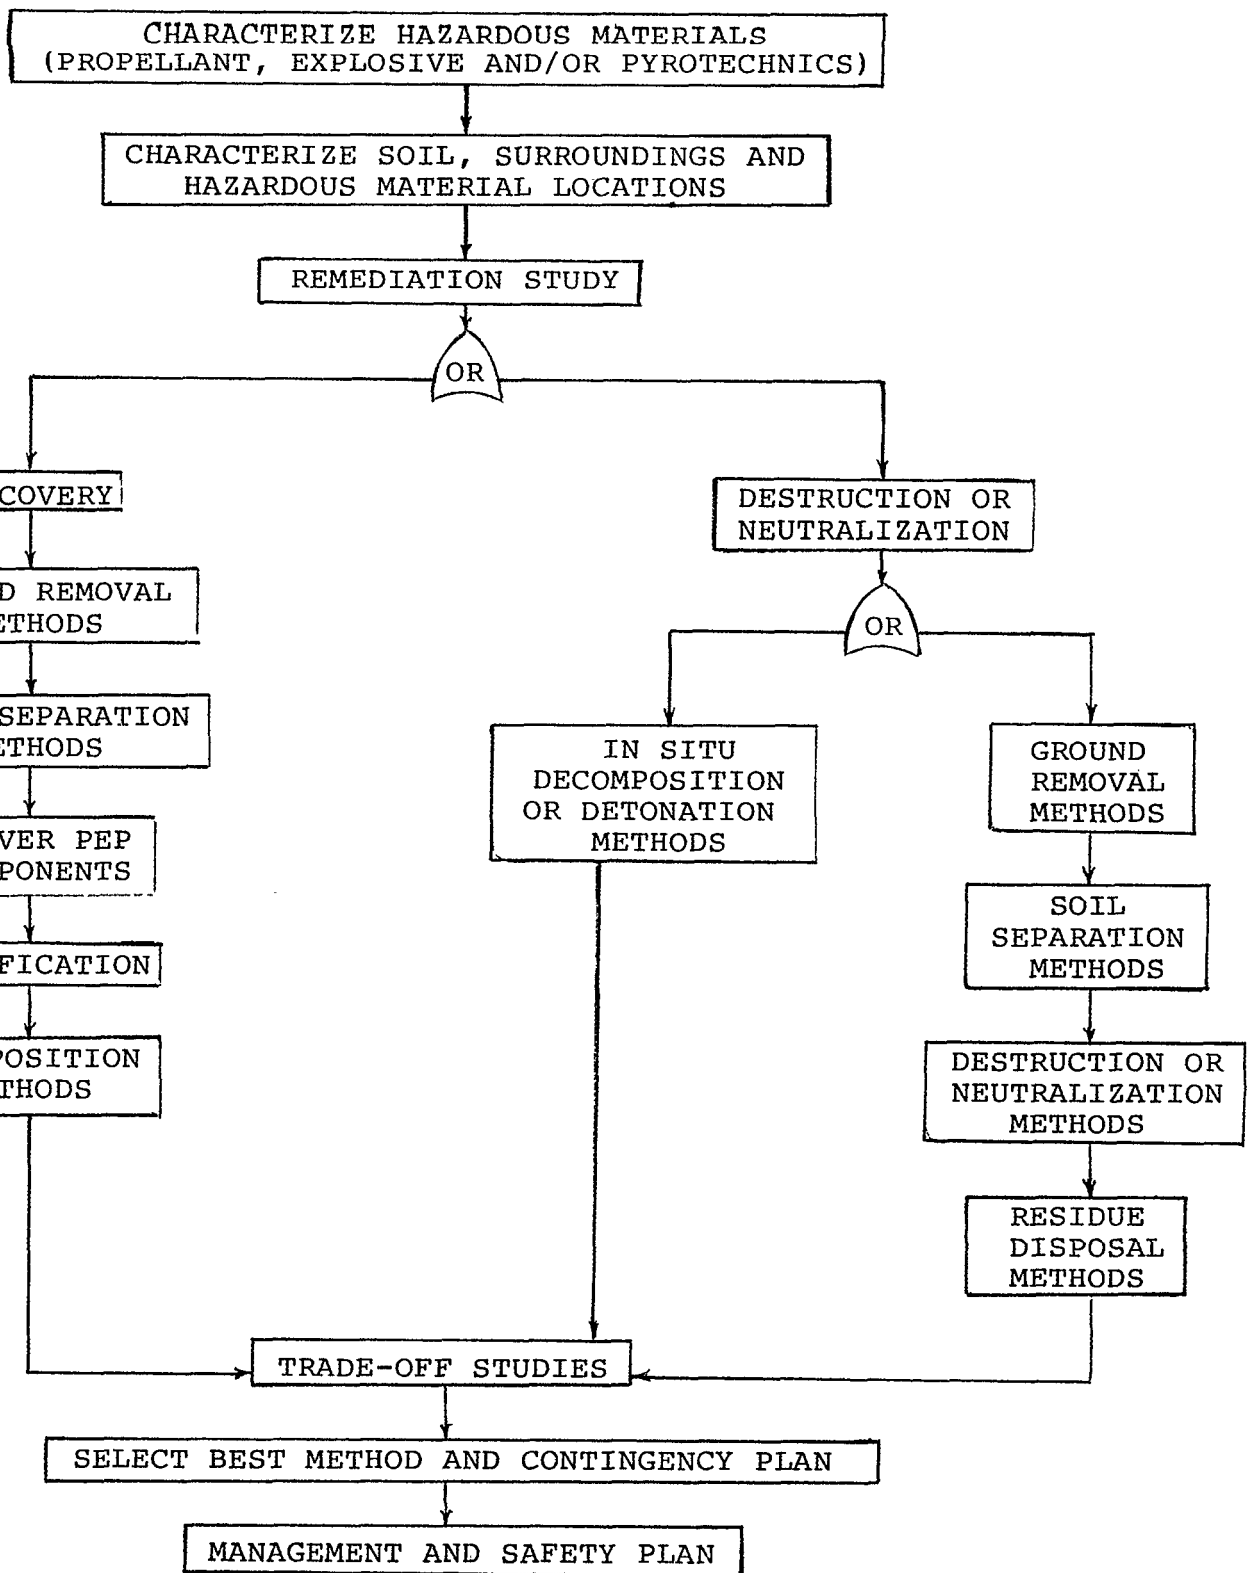 CHARACTERIZE HAZARDOUS MATERIALS
(PROPELLANT, EXPLOSIVE AND/OR PYROTECHNICS)
CHARACTERIZE SOIL, SURROUNDINGS AND
HAZARDOUS MATERIAL LOCATIONS
REMEDIATION STUDY
OR
COVERY
D REMOVAL
ETHODS
SEPARATION
ETHODS
VER PEP
PONENTS
FICATION
POSITION
THODS
DESTRUCTION OR
NEUTRALIZATION
OR
IN SITU
DECOMPOSITION
OR DETONATION
METHODS
GROUND
REMOVAL
METHODS
SOIL
SEPARATION
METHODS
DESTRUCTION OR
NEUTRALIZATION
METHODS
RESIDUE
DISPOSAL
METHODS
TRADE-OFF STUDIES
SELECT BEST METHOD AND CONTINGENCY PLAN
MANAGEMENT AND SAFETY PLAN